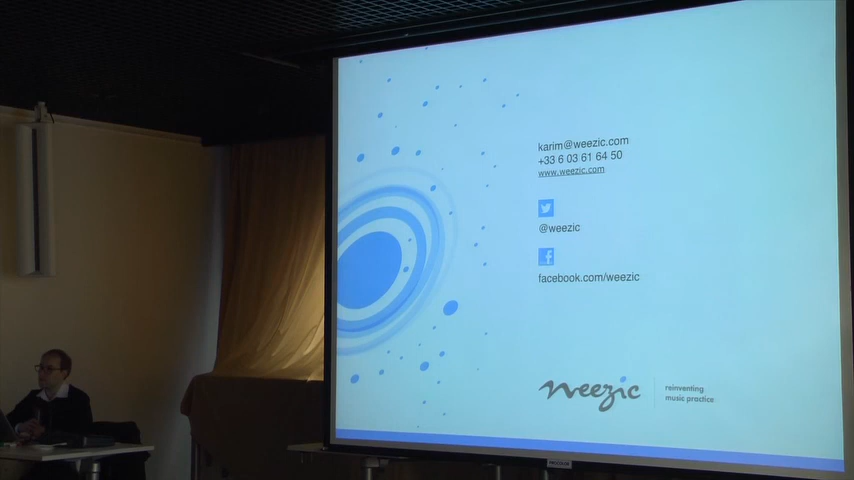 karim@weezic.com
+33 6 03 61 64 50
www.weezic.com
@weezic
facebook.com/weezic
weezic
reinventing
music practice